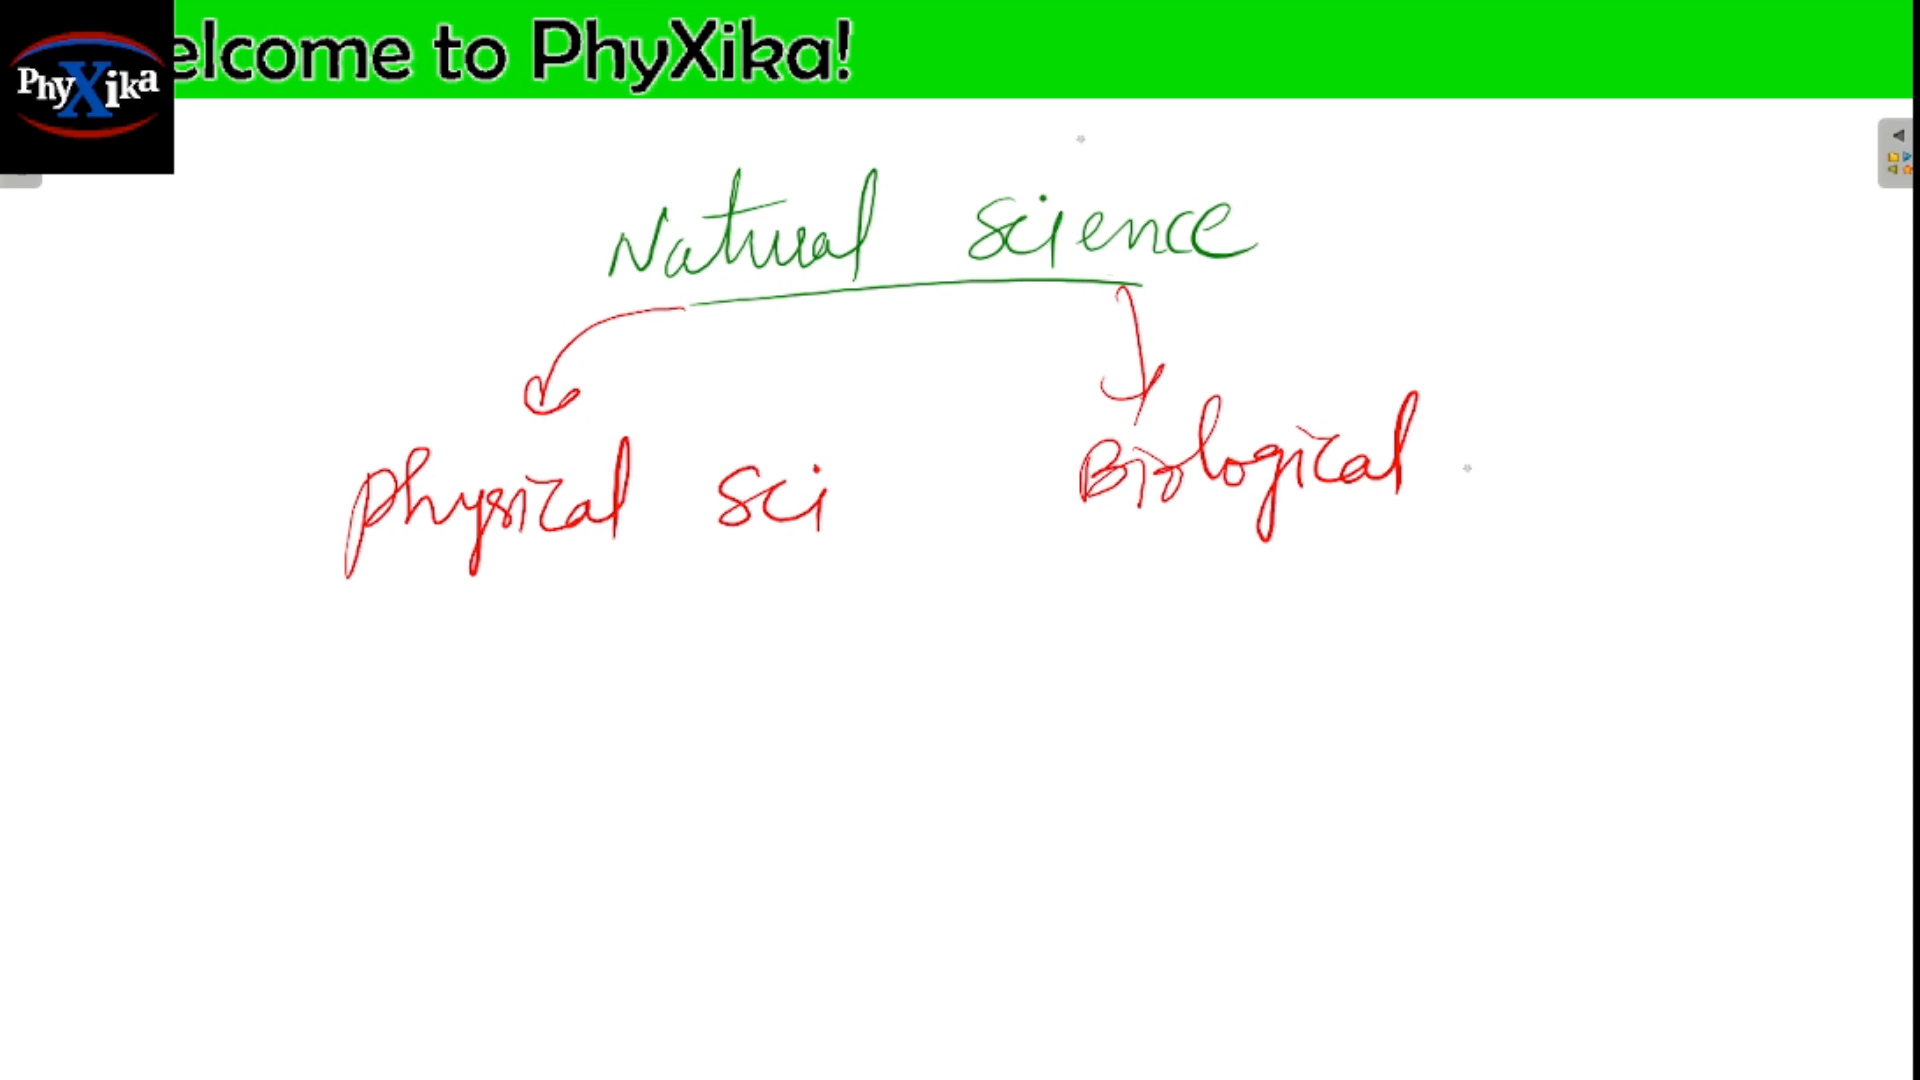 elcome to PhyXika!
PhyXika
Natural science
Physical sci
Biological